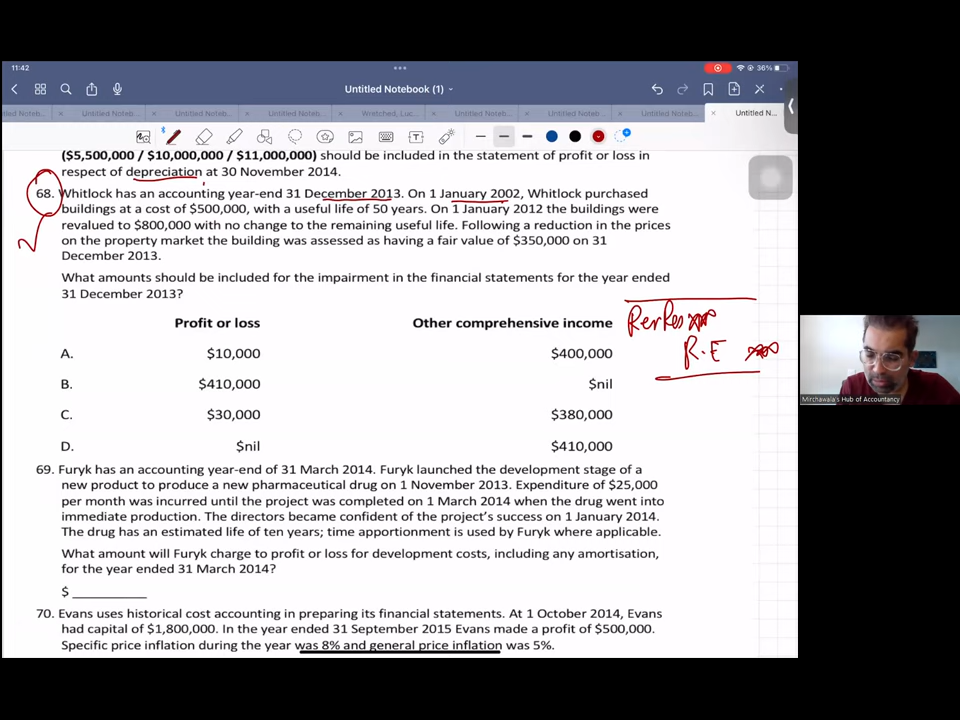 11:42
36%
Untitled Notebook (1)
Untitled Noteb...
Untitled Noteb...
Untitled Noteb...
Wretched, Luc...
Untitled Noteb...
Untitled Noteb...
Untitled N...
($5,500,000 / $10,000,000 / $11,000,000) should be included in the statement of profit or loss in
respect of depreciation at 30 November 2014.
68. Whitlock has an accounting year-end 31 December 2013. On 1 January 2002, Whitlock purchased
buildings at a cost of $500,000, with a useful life of 50 years. On 1 January 2012 the buildings were
revalued to $800,000 with no change to the remaining useful life. Following a reduction in the prices
on the property market the building was assessed as having a fair value of $350,000 on 31
December 2013.
What amounts should be included for the impairment in the financial statements for the year ended
31 December 2013?
Profit or loss Other comprehensive income
A. $10,000 $400,000
B. $410,000 $nil
C. $30,000 $380,000
D. $nil $410,000
RevRes xxx
R.E xxx
69. Furyk has an accounting year-end of 31 March 2014. Furyk launched the development stage of a
new product to produce a new pharmaceutical drug on 1 November 2013. Expenditure of $25,000
per month was incurred until the project was completed on 1 March 2014 when the drug went into
immediate production. The directors became confident of the project's success on 1 January 2014.
The drug has an estimated life of ten years; time apportionment is used by Furyk where applicable.
What amount will Furyk charge to profit or loss for development costs, including any amortisation,
for the year ended 31 March 2014?
$ __________
70. Evans uses historical cost accounting in preparing its financial statements. At 1 October 2014, Evans
had capital of $1,800,000. In the year ended 31 September 2015 Evans made a profit of $500,000.
Specific price inflation during the year was 8% and general price inflation was 5%.
Mirchawala's Hub of Accountancy